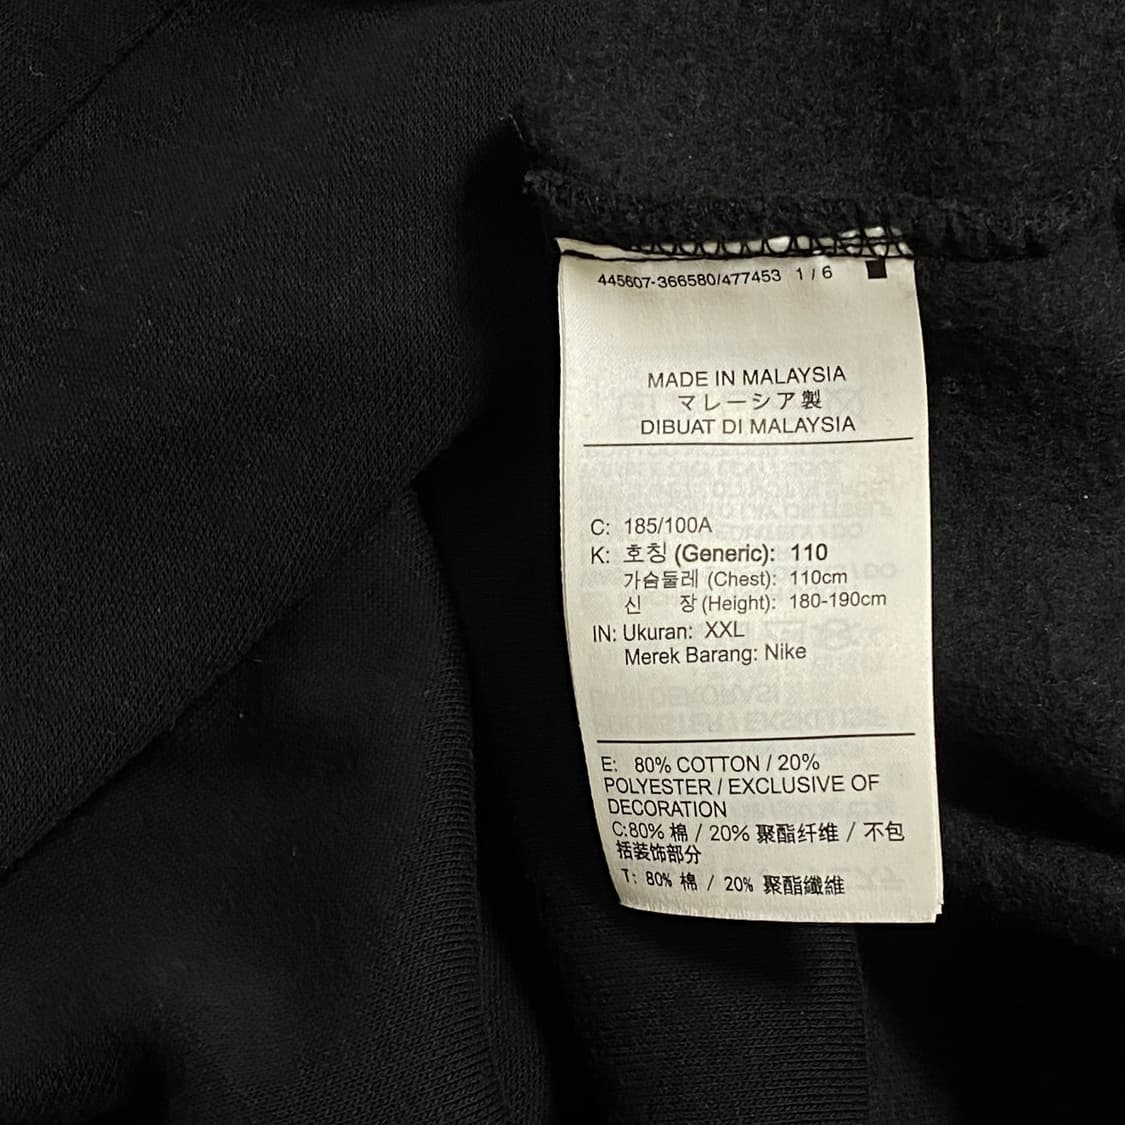 445607-366580/477453 1 / 6
MADE IN MALAYSIA
マレーシア製
DIBUAT DI MALAYSIA
C: 185/100A
K: 호칭 (Generic): 110
가슴둘레 (Chest): 110cm
신 장 (Height): 180-190cm
IN: Ukuran: XXL
Merek Barang: Nike
E: 80% COTTON / 20%
POLYESTER / EXCLUSIVE OF
DECORATION
C:80% 棉 / 20% 聚酯纤维 / 不包
括装饰部分
T: 80% 棉 / 20% 聚酯纖維